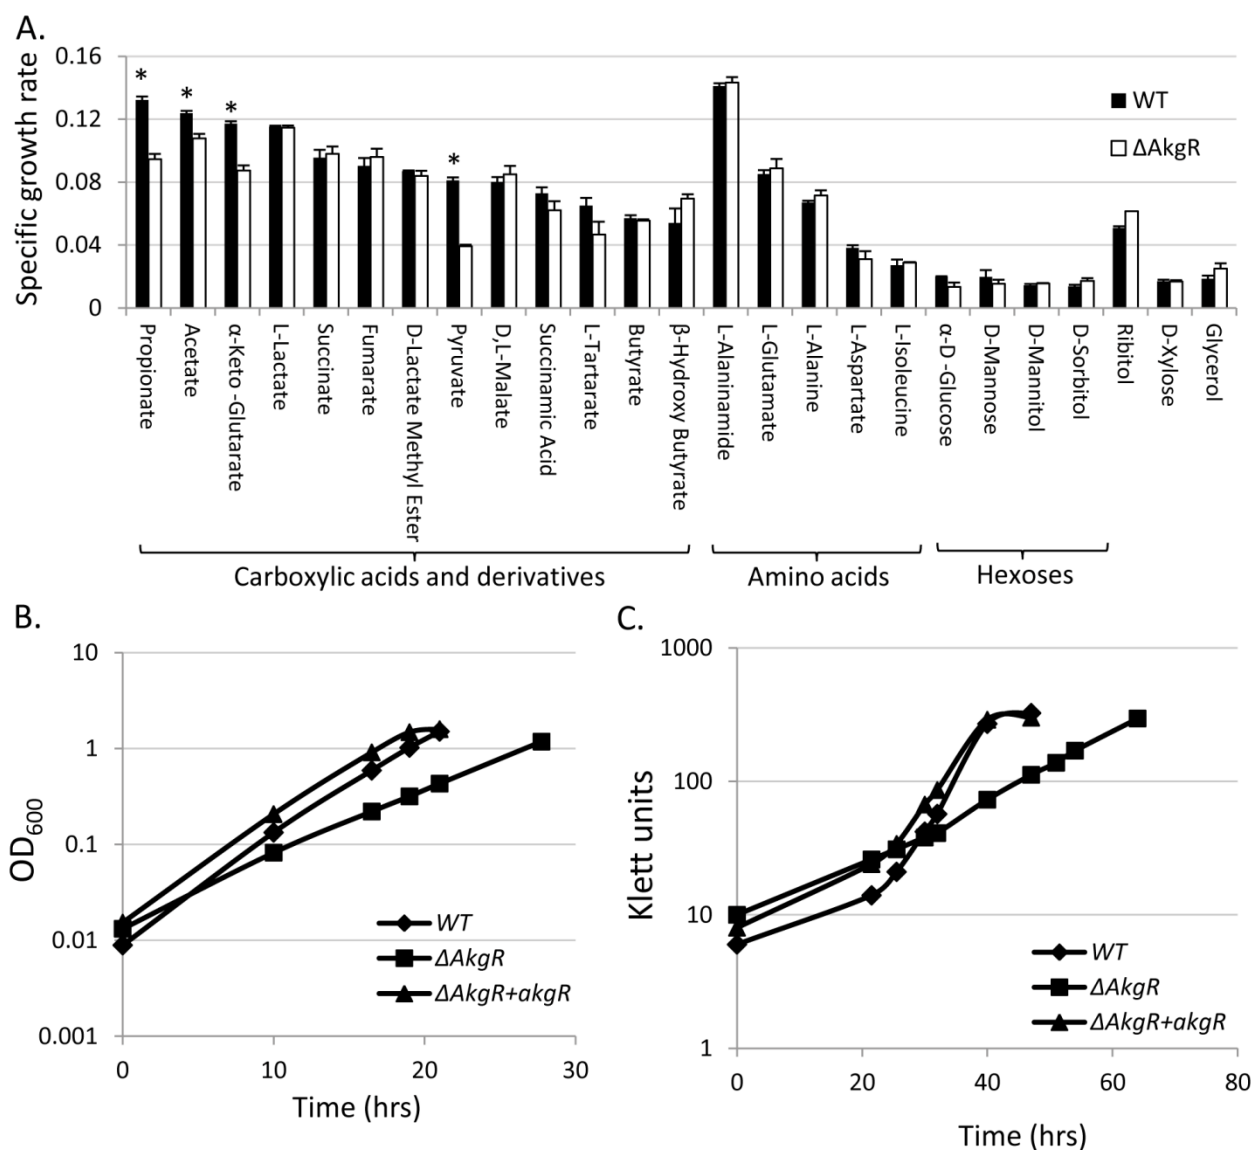 A.
Specific growth rate
0.16
0.12
0.08
0.04
0
* * * *
WT
ΔAkgR
Propionate
Acetate
α-Keto -Glutarate
L-Lactate
Succinate
Fumarate
D-Lactate Methyl Ester
Pyruvate
D,L-Malate
Succinamic Acid
L-Tartarate
Butyrate
β-Hydroxy Butyrate
L-Alaninamide
L-Glutamate
L-Alanine
L-Aspartate
L-Isoleucine
α-D -Glucose
D-Mannose
D-Mannitol
D-Sorbitol
Ribitol
D-Xylose
Glycerol
Carboxylic acids and derivatives
Amino acids
Hexoses
B.
OD600
10
1
0.1
0.01
0.001
WT
ΔAkgR
ΔAkgR+akgR
0 10 20 30
Time (hrs)
C.
Klett units
1000
100
10
1
WT
ΔAkgR
ΔAkgR+akgR
0 20 40 60 80
Time (hrs)